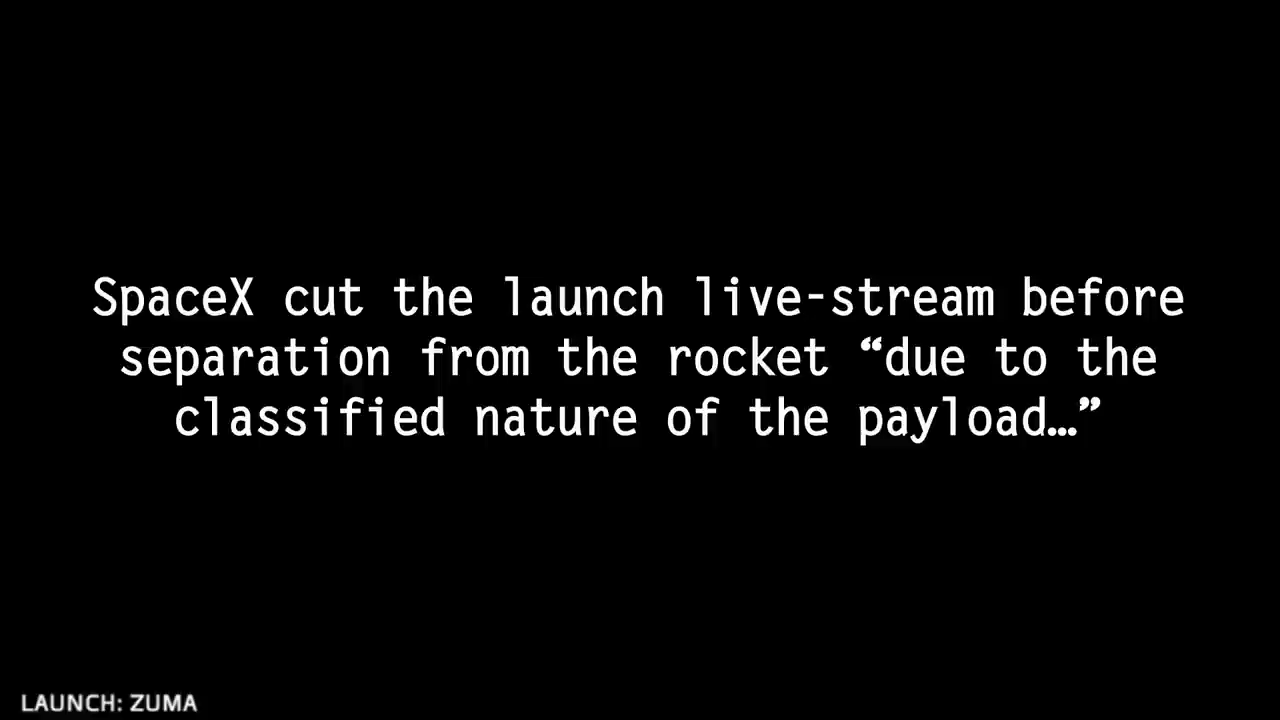 SpaceX cut the launch live-stream before
separation from the rocket “due to the
classified nature of the payload…”
LAUNCH: ZUMA